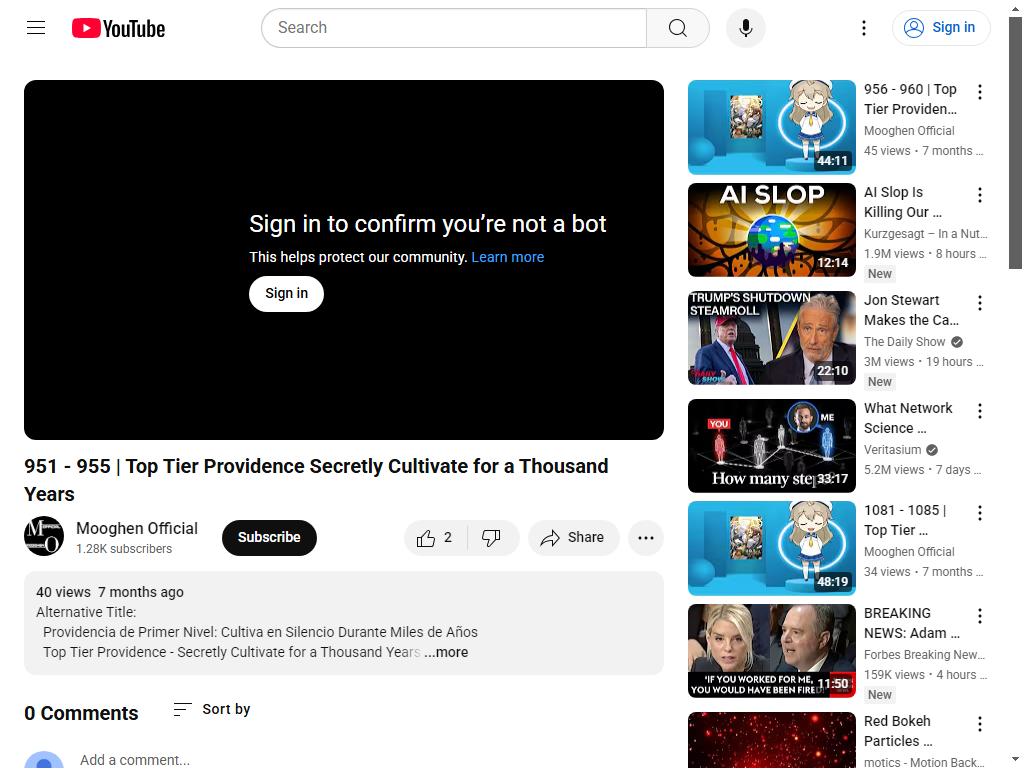 YouTube
Search
Sign in
Sign in to confirm you’re not a bot
This helps protect our community. Learn more
Sign in
951 - 955 | Top Tier Providence Secretly Cultivate for a Thousand
Years
Mooghen Official
1.28K subscribers
Subscribe
2
Share
40 views 7 months ago
Alternative Title:
Providencia de Primer Nivel: Cultiva en Silencio Durante Miles de Años
Top Tier Providence - Secretly Cultivate for a Thousand Years ...more
0 Comments
Sort by
Add a comment...
44:11
956 - 960 | Top
Tier Providen...
Mooghen Official
45 views • 7 months ...
AI SLOP
12:14
AI Slop Is
Killing Our ...
Kurzgesagt – In a Nut...
1.9M views • 8 hours ...
New
TRUMP'S SHUTDOWN
STEAMROLL
22:10
Jon Stewart
Makes the Ca...
The Daily Show
3M views • 19 hours ...
New
YOU
ME
How many ste
33:17
What Network
Science ...
Veritasium
5.2M views • 7 days ...
48:19
1081 - 1085 |
Top Tier ...
Mooghen Official
34 views • 7 months ...
"IF YOU WORKED FOR ME,
YOU WOULD HAVE BEEN FIRED
11:50
BREAKING
NEWS: Adam ...
Forbes Breaking New...
159K views • 4 hours ...
New
Red Bokeh
Particles ...
motics - Motion Back...